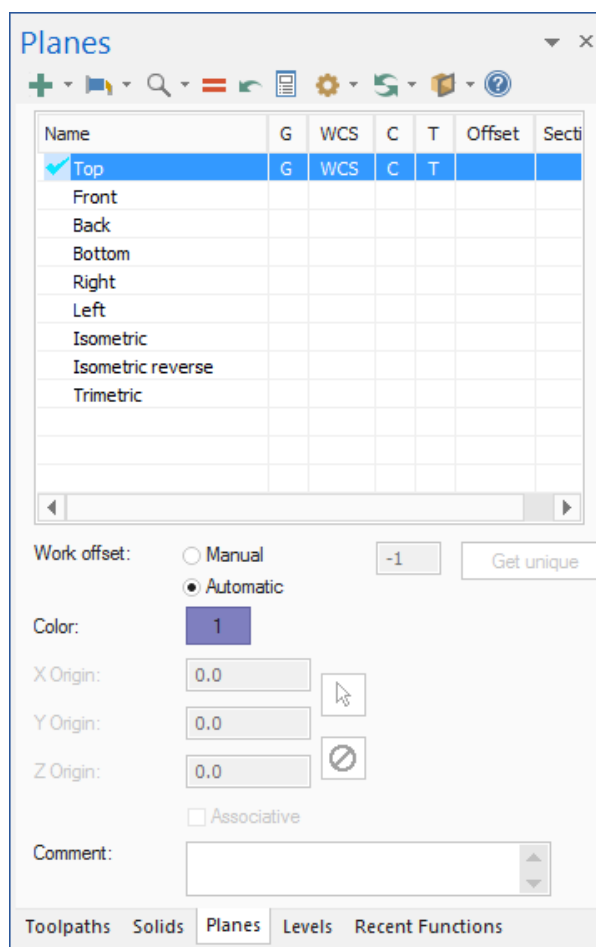 Planes
Name G WCS C T Offset Secti
Top G WCS C T
Front
Back
Bottom
Right
Left
Isometric
Isometric reverse
Trimetric
Work offset: Manual -1 Get unique
Automatic
Color: 1
X Origin: 0.0
Y Origin: 0.0
Z Origin: 0.0
Associative
Comment:
Toolpaths Solids Planes Levels Recent Functions